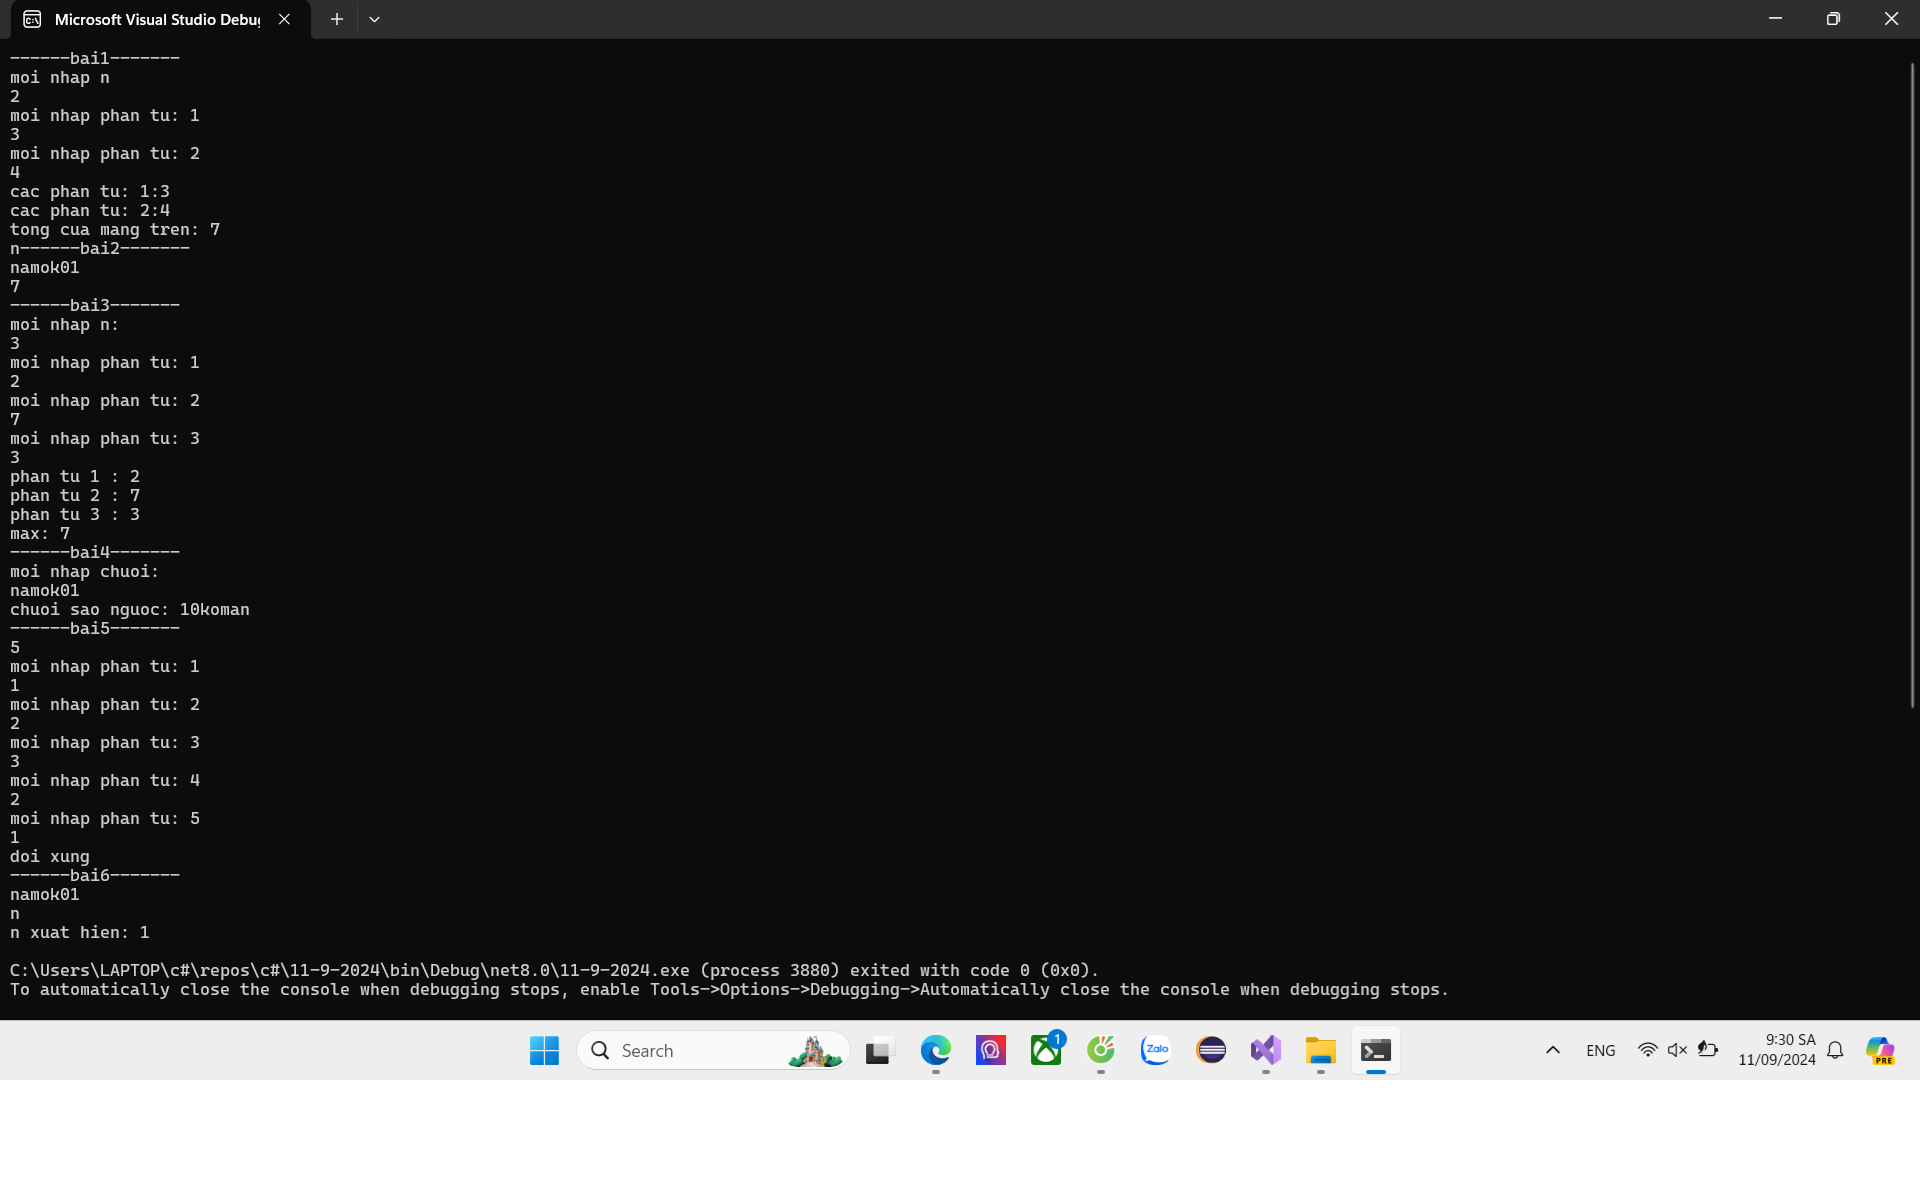 Microsoft Visual Studio Debu
------bai1-------
moi nhap n
2
moi nhap phan tu: 1
3
moi nhap phan tu: 2
4
cac phan tu: 1:3
cac phan tu: 2:4
tong cua mang tren: 7
n------bai2-------
namok01
7
------bai3-------
moi nhap n:
3
moi nhap phan tu: 1
2
moi nhap phan tu: 2
7
moi nhap phan tu: 3
3
phan tu 1 : 2
phan tu 2 : 7
phan tu 3 : 3
max: 7
------bai4-------
moi nhap chuoi:
namok01
chuoi sao nguoc: 10koman
------bai5-------
5
moi nhap phan tu: 1
1
moi nhap phan tu: 2
2
moi nhap phan tu: 3
3
moi nhap phan tu: 4
2
moi nhap phan tu: 5
1
doi xung
------bai6-------
namok01
n
n xuat hien: 1
C:\Users\LAPTOP\c#\repos\c#\11-9-2024\bin\Debug\net8.0\11-9-2024.exe (process 3880) exited with code 0 (0x0).
To automatically close the console when debugging stops, enable Tools->Options->Debugging->Automatically close the console when debugging stops.
Search
1
Zalo
ENG
9:30 SA
11/09/2024
PRE